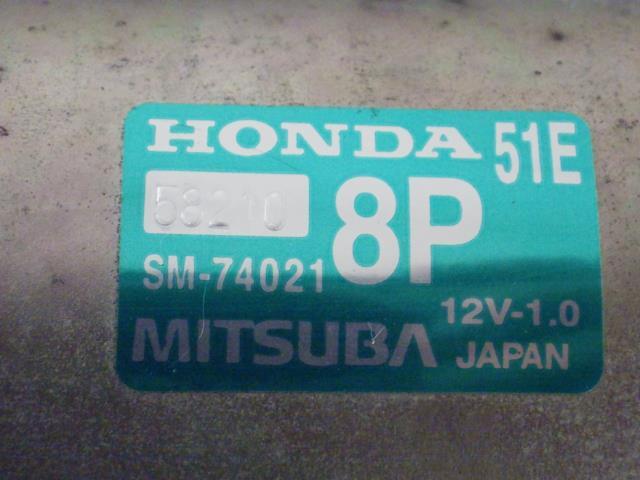 HONDA 51E
58210 8P
SM-74021
MITSUBA 12V-1.0
JAPAN